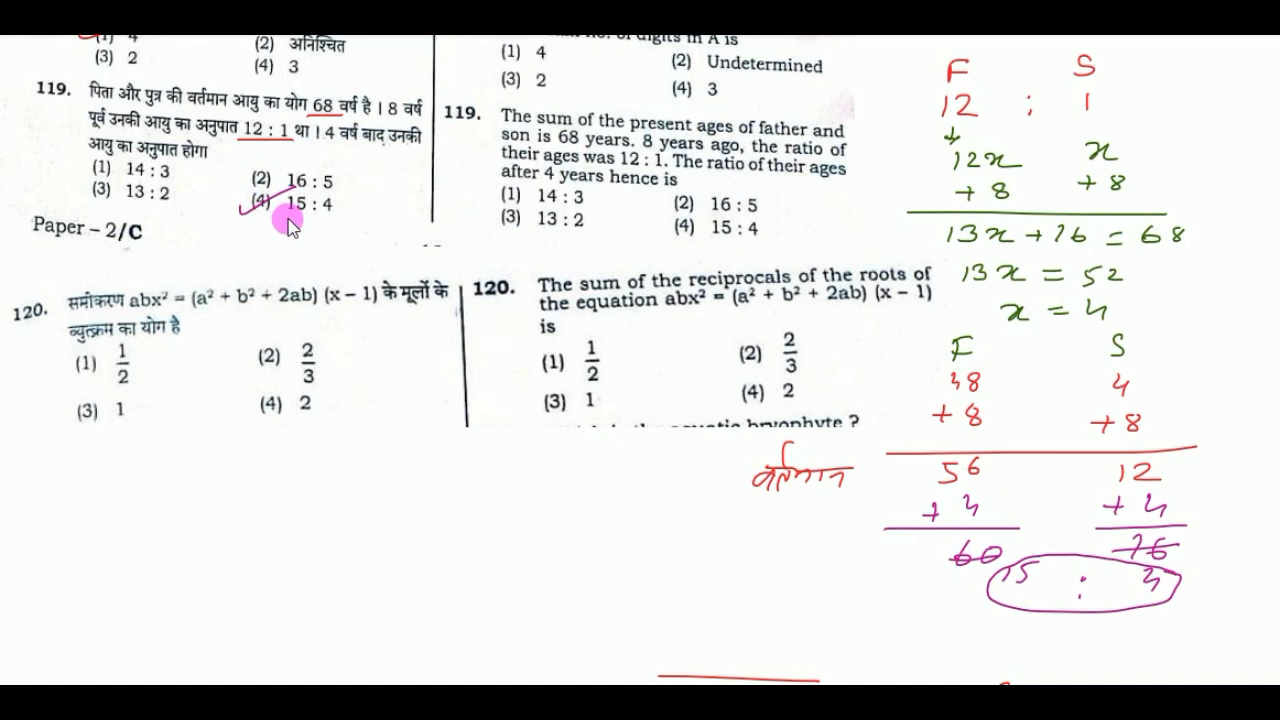 (1) 4
(2) अनिश्चित
(3) 2
(4) 3
119. पिता और पुत्र की वर्तमान आयु का योग 68 वर्ष है । 8 वर्ष
पूर्व उनकी आयु का अनुपात 12 : 1 था । 4 वर्ष बाद उनकी
आयु का अनुपात होगा
(1) 14 : 3
(2) 16 : 5
(3) 13 : 2
(4) 15 : 4
Paper – 2/C
120. समीकरण abx² = (a² + b² + 2ab) (x – 1) के मूलों के
व्युत्क्रम का योग है
(1) 1/2
(2) 2/3
(3) 1
(4) 2
of digits in A is
(1) 4
(2) Undetermined
(3) 2
(4) 3
119. The sum of the present ages of father and
son is 68 years. 8 years ago, the ratio of
their ages was 12 : 1. The ratio of their ages
after 4 years hence is
(1) 14 : 3
(2) 16 : 5
(3) 13 : 2
(4) 15 : 4
120. The sum of the reciprocals of the roots of
the equation abx² = (a² + b² + 2ab) (x – 1)
is
(1) 1/2
(2) 2/3
(3) 1
(4) 2
bryophyte ?
F S
12 : 1
12x x
+ 8 + 8
13x + 16 = 68
13x = 52
x = 4
F S
48 4
+ 8 + 8
वर्तमान 56 12
+ 4 + 4
60 16
15 : 4